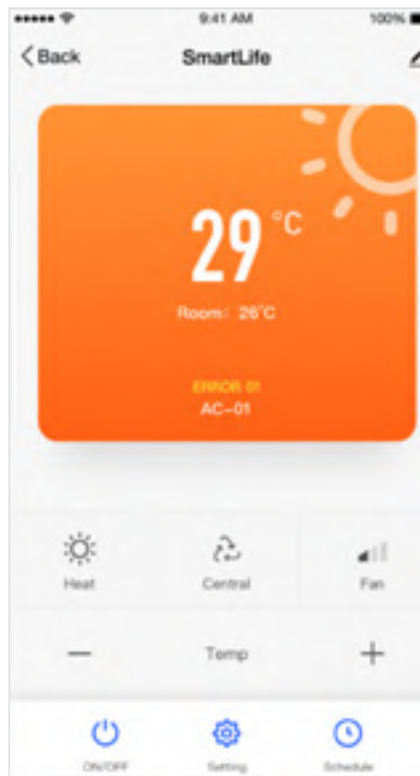 9:41 AM 100%
Back SmartLife
29 °C
Room: 26°C
ERROR 01
AC-01
Heat Central Fan
− Temp +
ON/OFF Setting Schedule